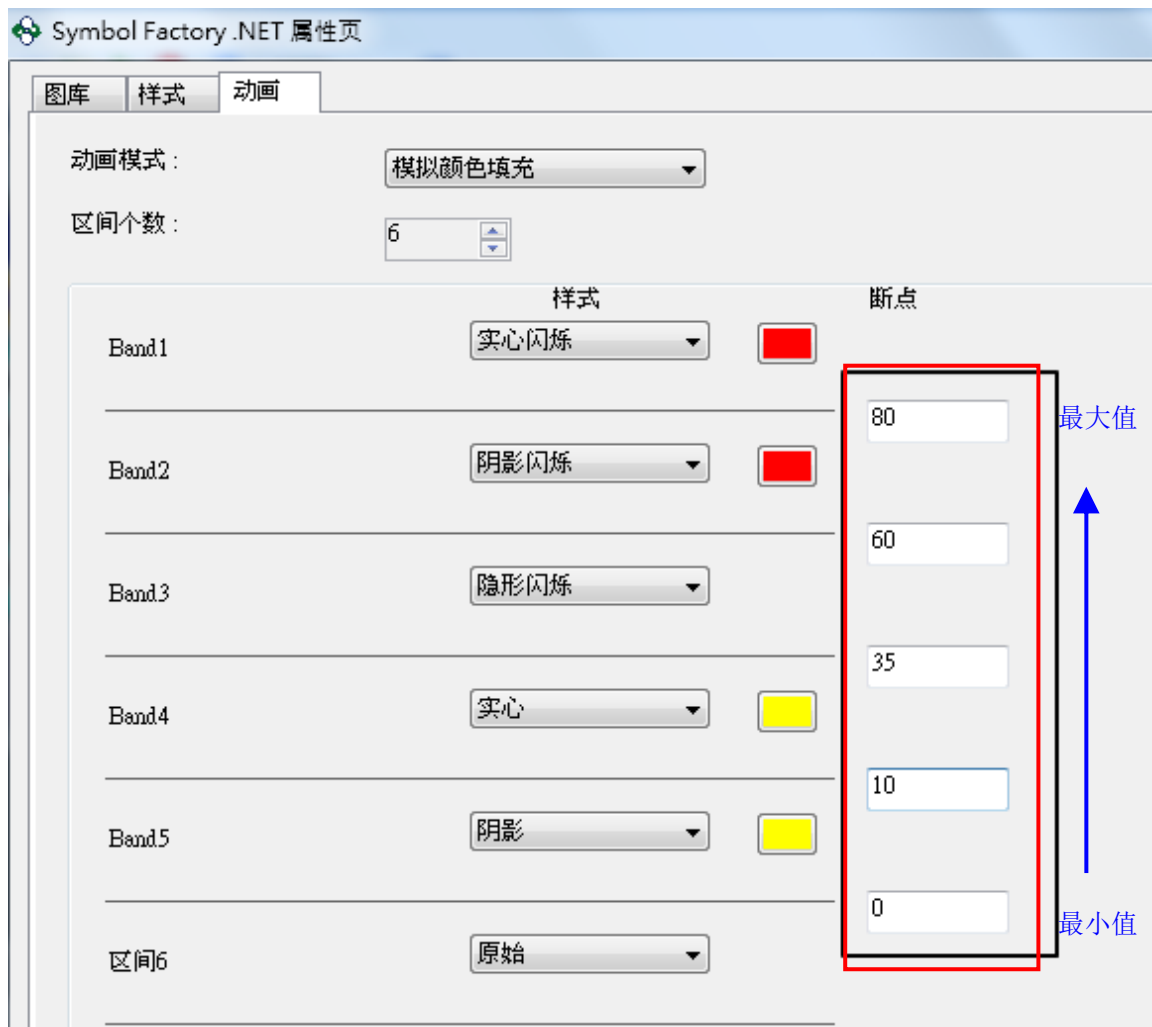 Symbol Factory .NET 属性页
图库 样式 动画
动画模式 : 模拟颜色填充
区间个数 : 6
样式 断点
Band1 实心闪烁
80 最大值
Band2 阴影闪烁
60
Band3 隐形闪烁
35
Band4 实心
10
Band5 阴影
0 最小值
区间6 原始